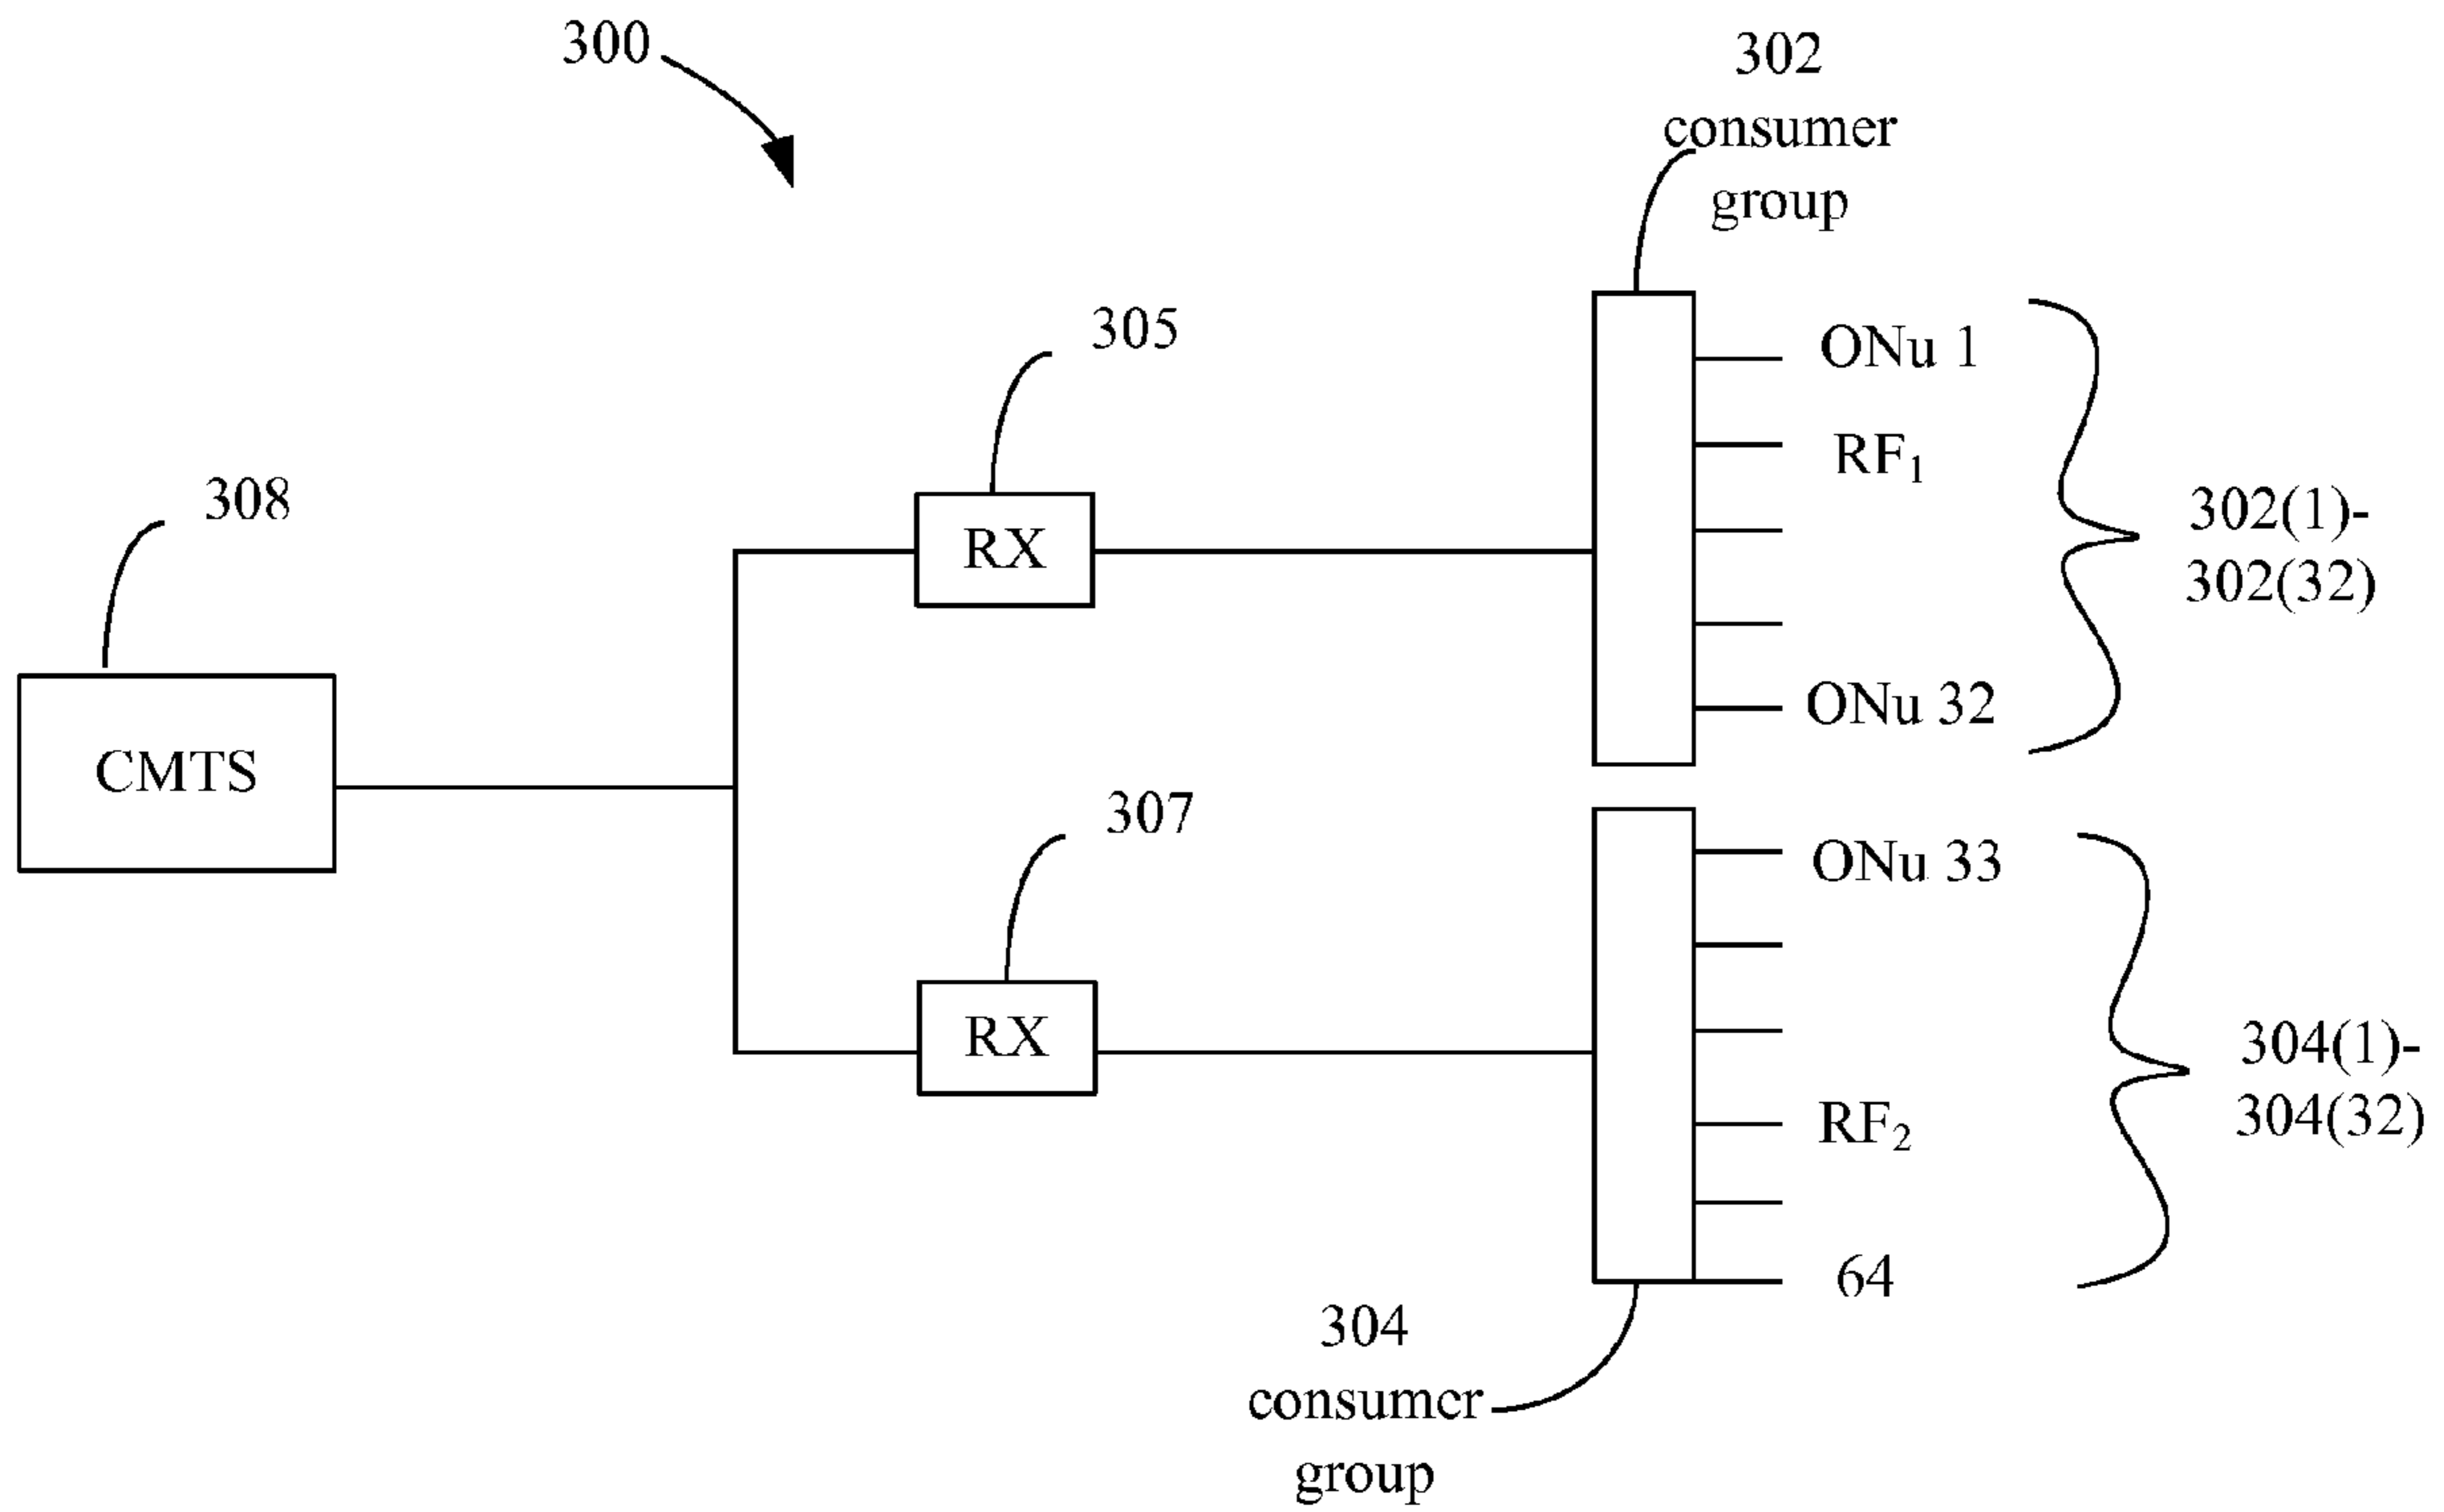 300
302
consumer
group
305
308
RX
CMTS
ONu 1
RF1
ONu 32
302(1)-
302(32)
307
RX
ONu 33
RF2
64
304(1)-
304(32)
304
consumer
group